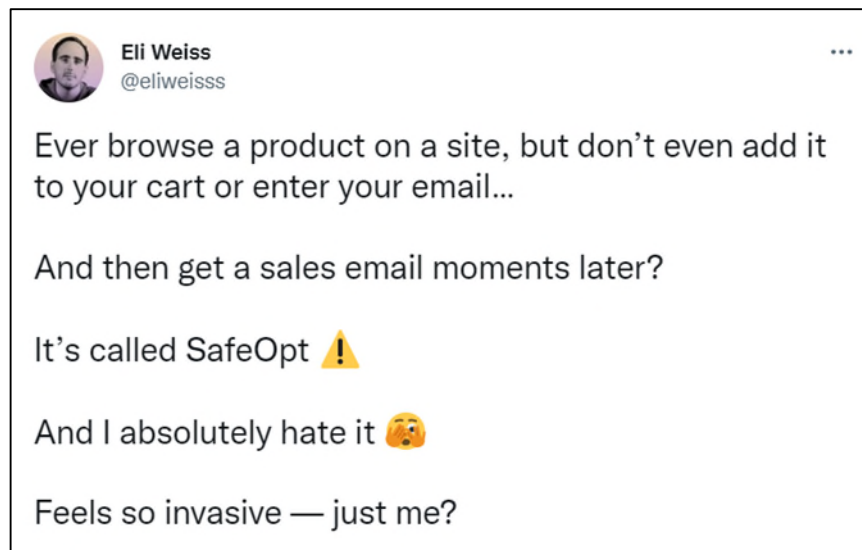 Eli Weiss
@eliweisss
Ever browse a product on a site, but don’t even add it
to your cart or enter your email...
And then get a sales email moments later?
It’s called SafeOpt ⚠️
And I absolutely hate it 🫣
Feels so invasive — just me?